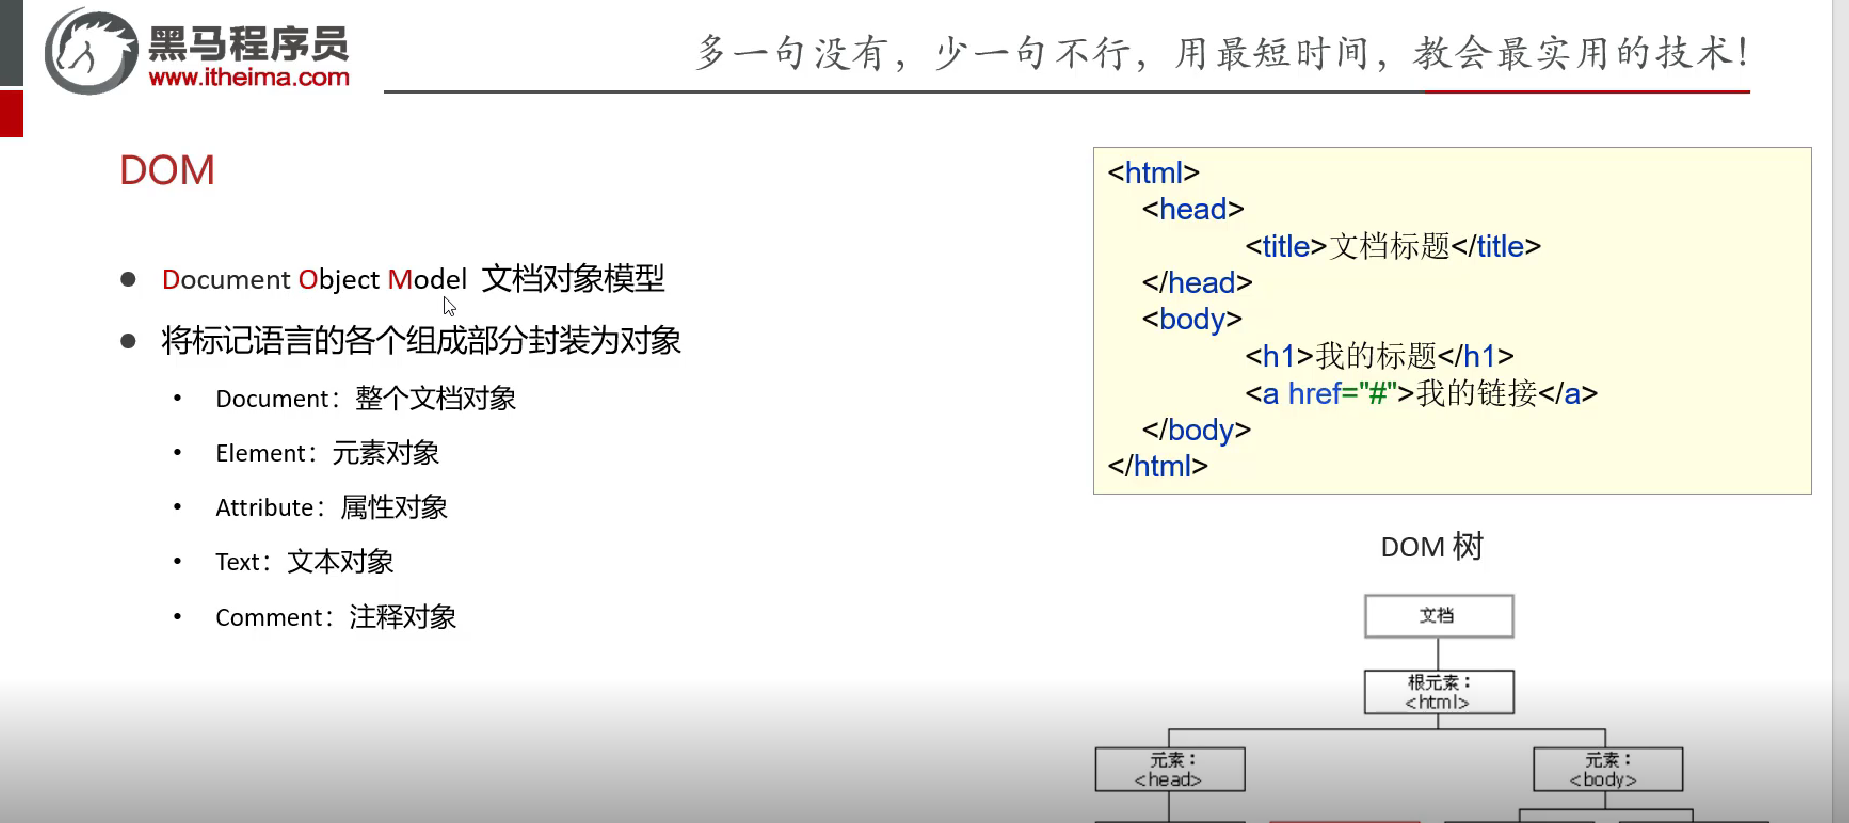 黑马程序员
www.itheima.com
多一句没有，少一句不行，用最短时间，教会最实用的技术！
DOM
Document Object Model 文档对象模型
将标记语言的各个组成部分封装为对象
Document：整个文档对象
Element：元素对象
Attribute：属性对象
Text：文本对象
Comment：注释对象
<html>
<head>
<title>文档标题</title>
</head>
<body>
<h1>我的标题</h1>
<a href="#">我的链接</a>
</body>
</html>
DOM 树
文档
根元素：
<html>
元素：
<head>
元素：
<body>